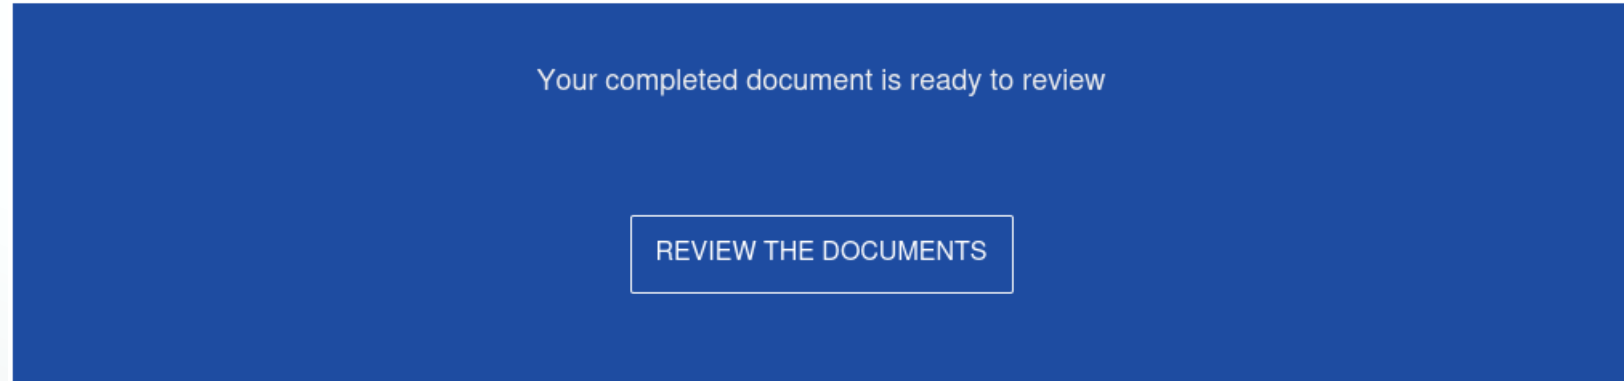 Your completed document is ready to review
REVIEW THE DOCUMENTS